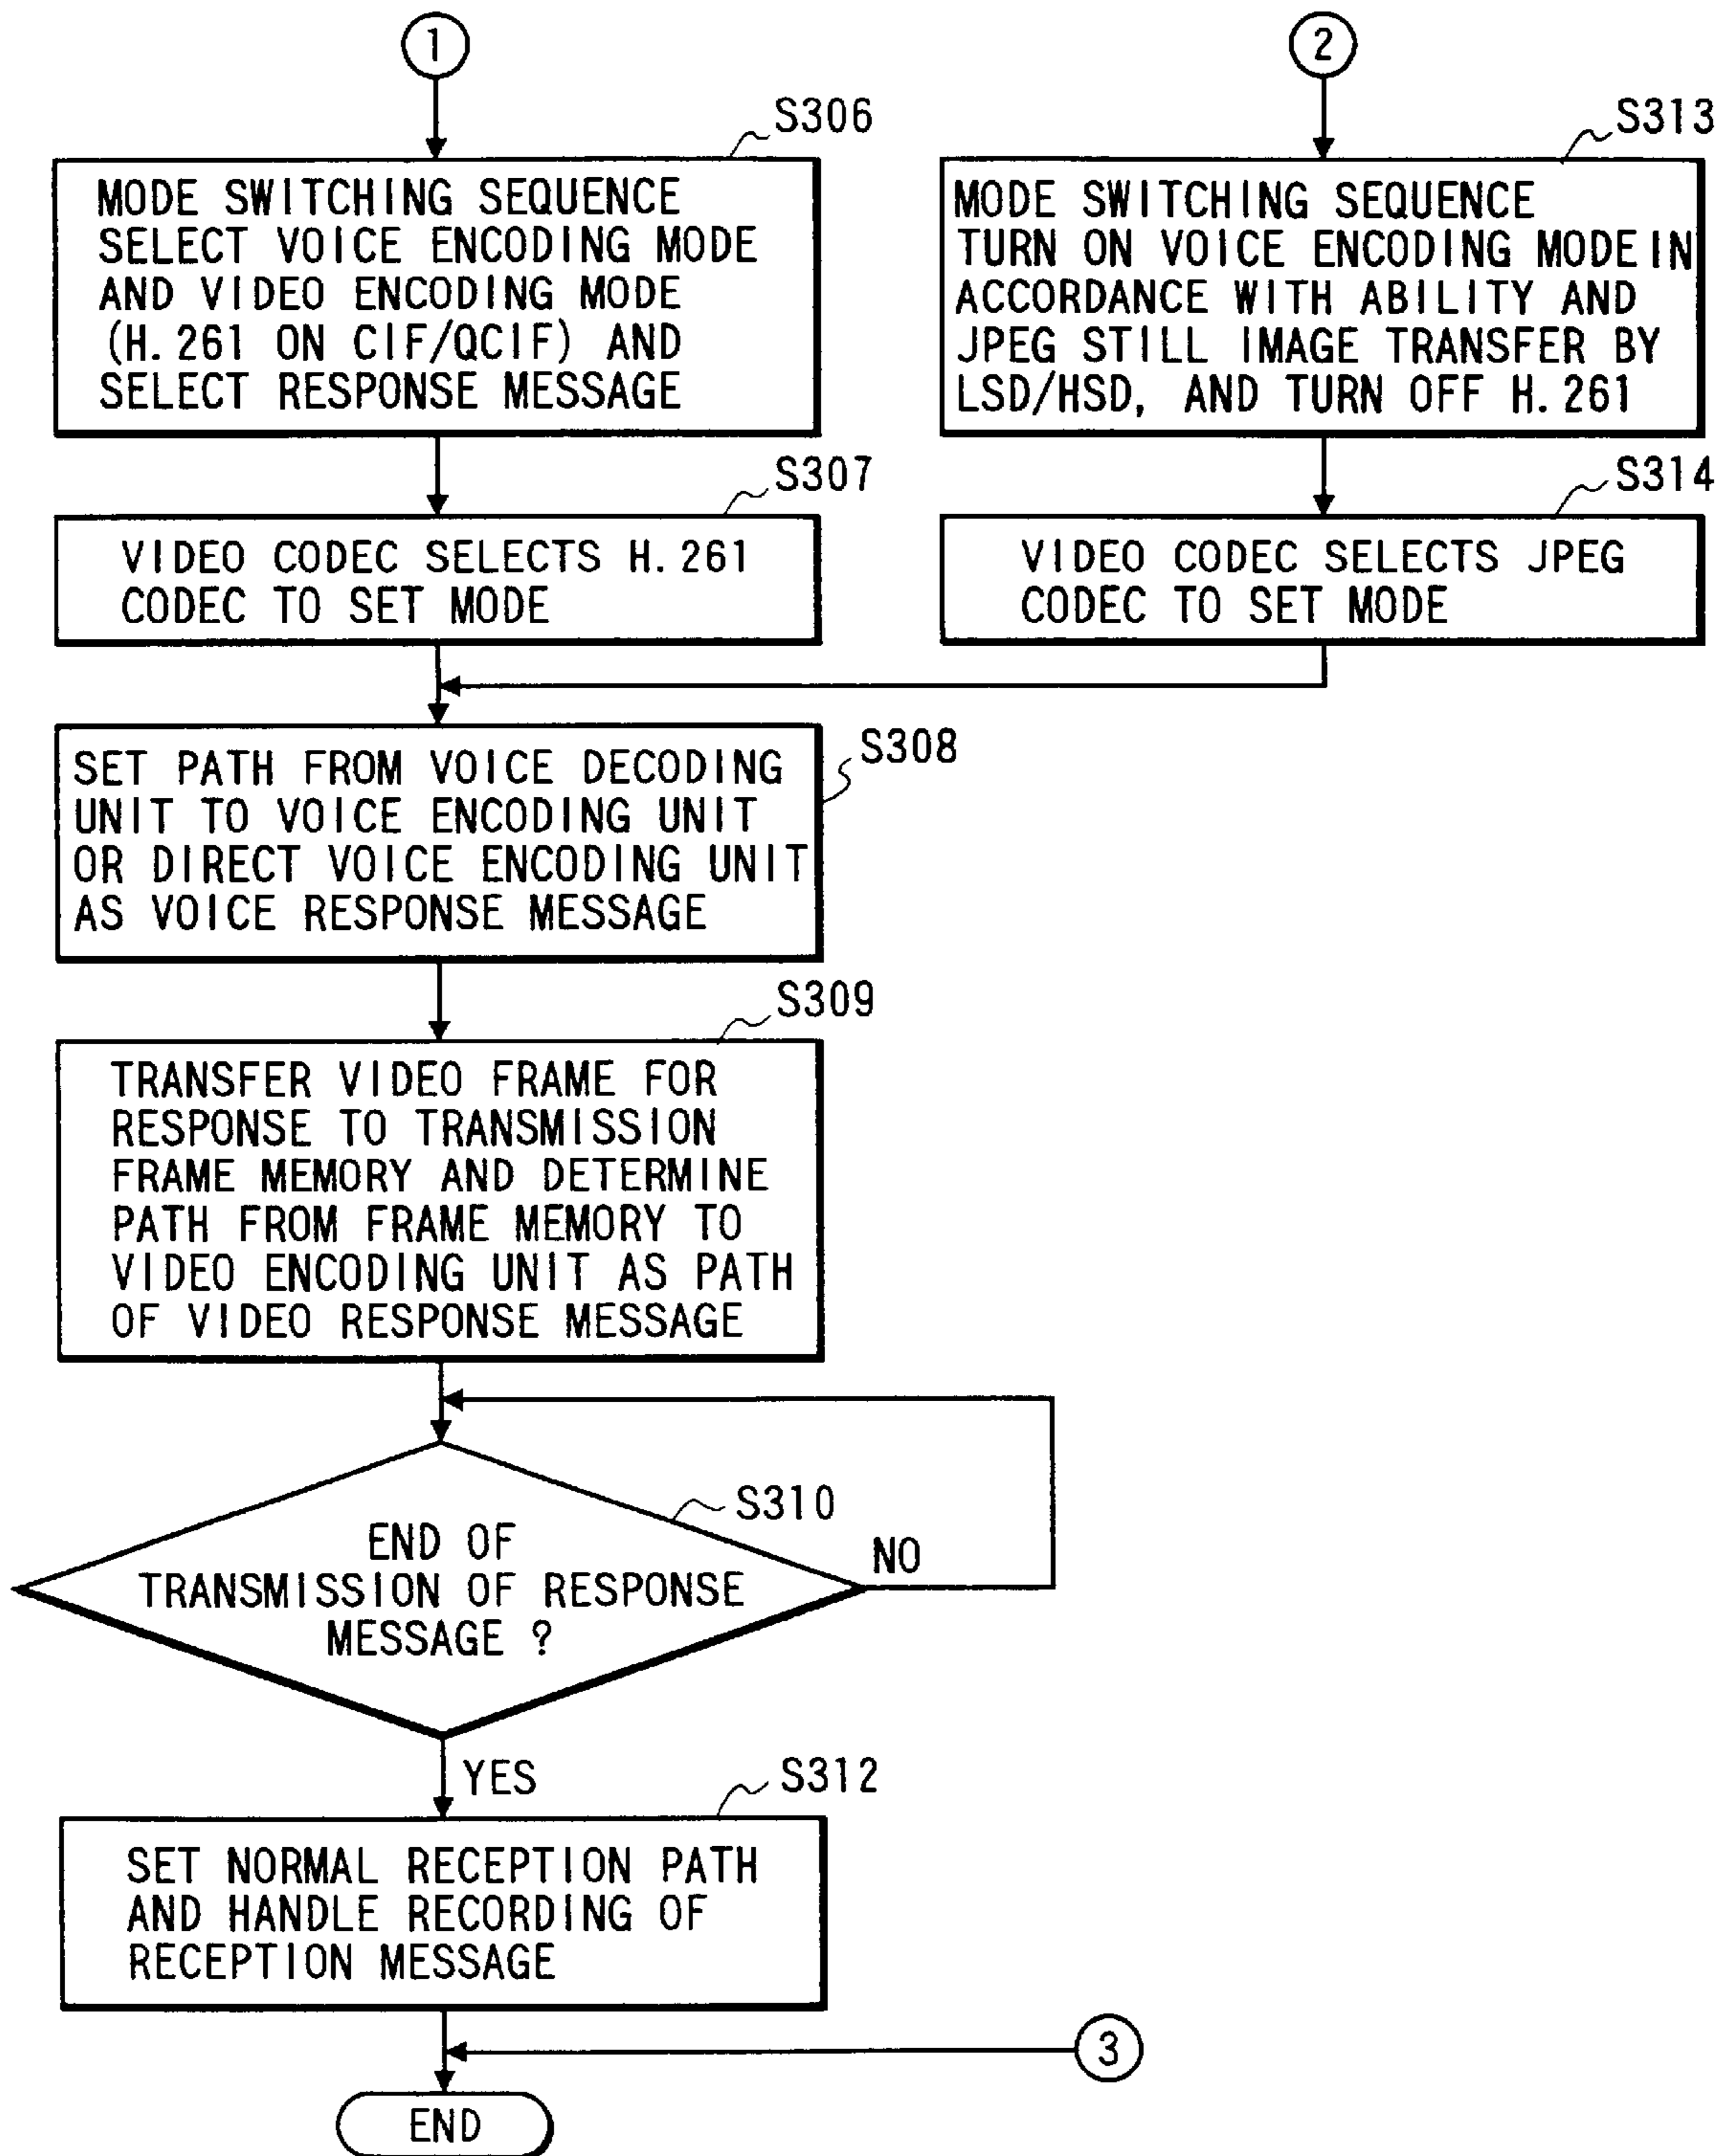 1
S306
MODE SWITCHING SEQUENCE
SELECT VOICE ENCODING MODE
AND VIDEO ENCODING MODE
(H.261 ON CIF/QCIF) AND
SELECT RESPONSE MESSAGE
S307
VIDEO CODEC SELECTS H.261
CODEC TO SET MODE
2
S313
MODE SWITCHING SEQUENCE
TURN ON VOICE ENCODING MODE IN
ACCORDANCE WITH ABILITY AND
JPEG STILL IMAGE TRANSFER BY
LSD/HSD, AND TURN OFF H.261
S314
VIDEO CODEC SELECTS JPEG
CODEC TO SET MODE
S308
SET PATH FROM VOICE DECODING
UNIT TO VOICE ENCODING UNIT
OR DIRECT VOICE ENCODING UNIT
AS VOICE RESPONSE MESSAGE
S309
TRANSFER VIDEO FRAME FOR
RESPONSE TO TRANSMISSION
FRAME MEMORY AND DETERMINE
PATH FROM FRAME MEMORY TO
VIDEO ENCODING UNIT AS PATH
OF VIDEO RESPONSE MESSAGE
S310
END OF
TRANSMISSION OF RESPONSE
MESSAGE ?
NO
YES
S312
SET NORMAL RECEPTION PATH
AND HANDLE RECORDING OF
RECEPTION MESSAGE
3
END